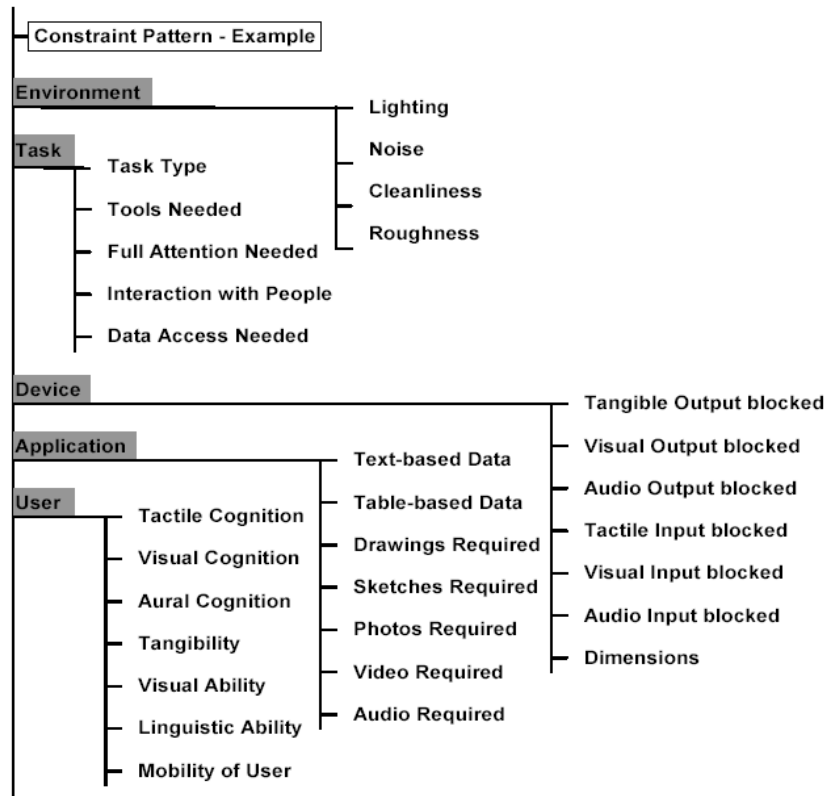 Constraint Pattern - Example
Environment
Lighting
Noise
Cleanliness
Roughness
Task
Task Type
Tools Needed
Full Attention Needed
Interaction with People
Data Access Needed
Device
Tangible Output blocked
Visual Output blocked
Audio Output blocked
Tactile Input blocked
Visual Input blocked
Audio Input blocked
Dimensions
Application
Text-based Data
Table-based Data
Drawings Required
Sketches Required
Photos Required
Video Required
Audio Required
User
Tactile Cognition
Visual Cognition
Aural Cognition
Tangibility
Visual Ability
Linguistic Ability
Mobility of User